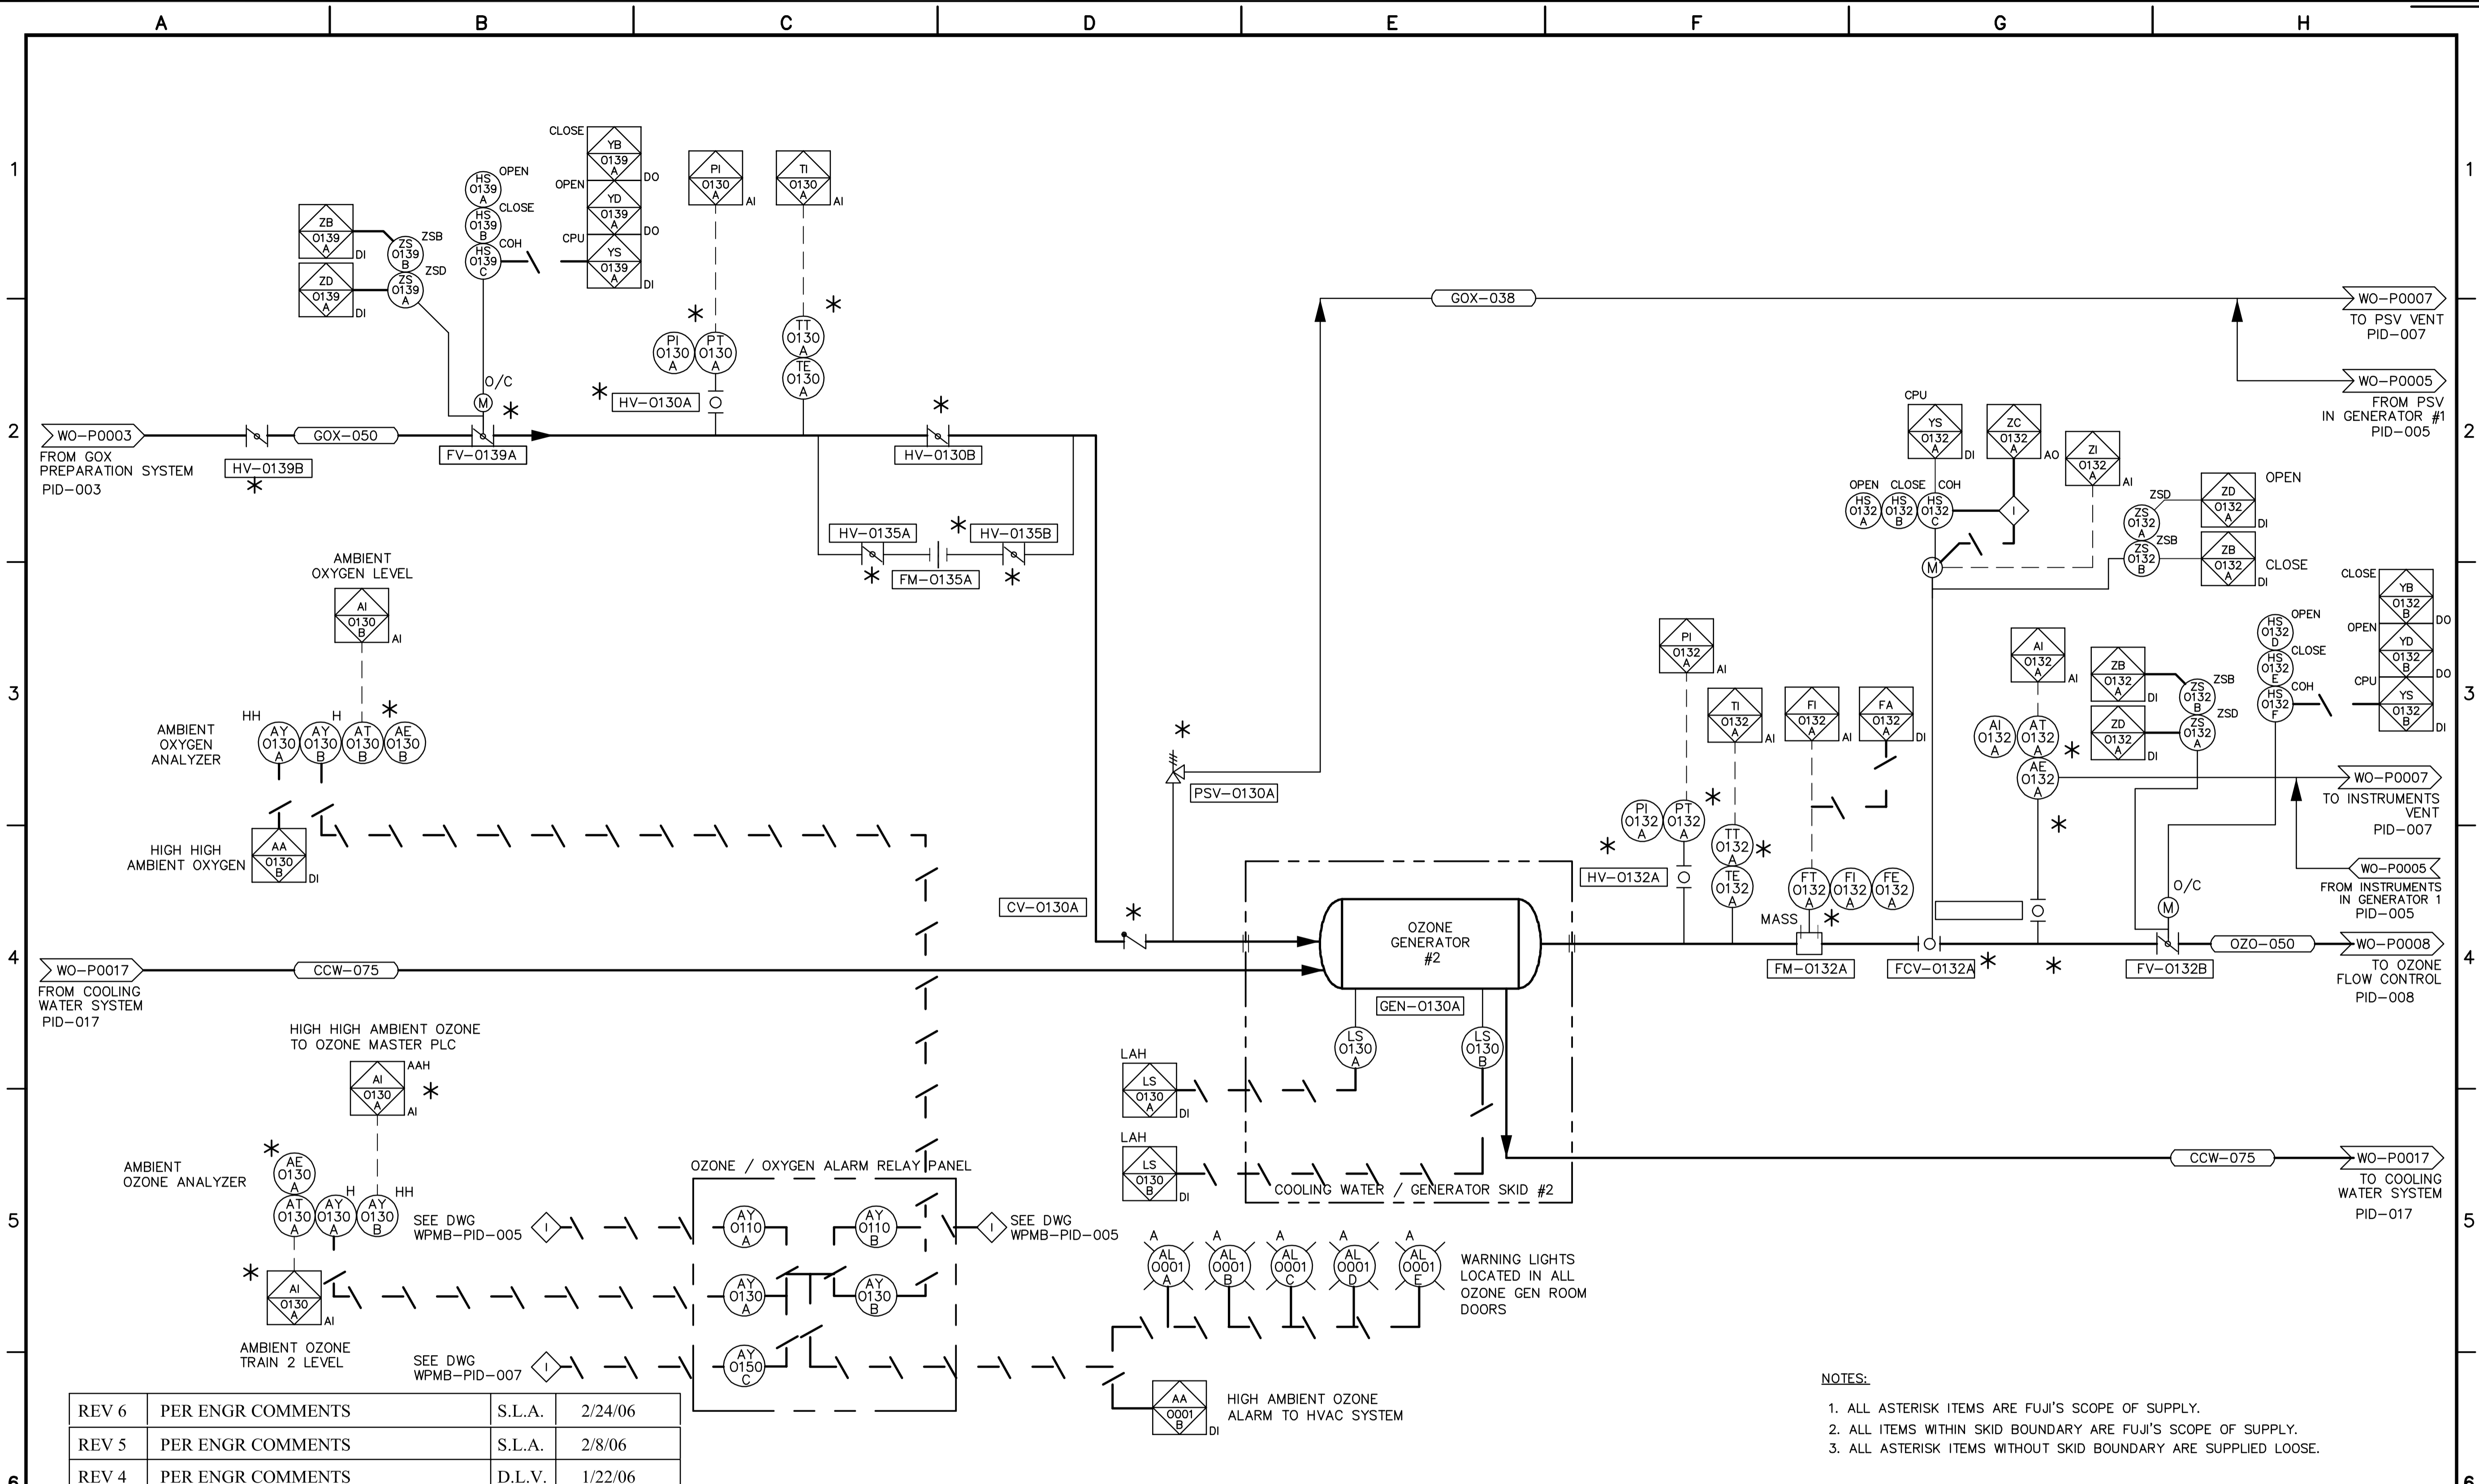 A B C D E F G H
1 1
2 2
3 3
4 4
5 5
6 6
CLOSE
YB
0139
A
DO
OPEN
YD
0139
A
DO
CPU
YS
0139
A
DI
HS
0139
A
OPEN
HS
0139
B
CLOSE
HS
0139
C
COH
ZB
0139
A
DI
ZD
0139
A
DI
ZS
0139
B
ZSB
ZS
0139
A
ZSD
PI
0130
A
AI
TI
0130
A
AI
*
*
PI
0130
A
PT
0130
A
TT
0130
A
TE
0130
A
O/C
M
*
* HV-0130A
*
WO-P0003
FROM GOX
PREPARATION SYSTEM
PID-003
GOX-050
HV-0139B
*
FV-0139A
HV-0130B
HV-0135A
*
HV-0135B
*
FM-0135A
*
GOX-038
WO-P0007
TO PSV VENT
PID-007
WO-P0005
FROM PSV
IN GENERATOR #1
PID-005
CPU
YS
0132
A
DI
ZC
0132
A
AO
ZI
0132
A
AI
OPEN CLOSE COH
HS
0132
A
HS
0132
B
HS
0132
C
I
M
ZSD
ZS
0132
A
ZSB
ZS
0132
B
ZD
0132
A
DI
OPEN
ZB
0132
A
DI
CLOSE
AMBIENT
OXYGEN LEVEL
AI
0130
B
AI
AMBIENT
OXYGEN
ANALYZER
HH
AY
0130
A
H
AY
0130
B
AT
0130
B
*
AE
0130
B
HIGH HIGH
AMBIENT OXYGEN
AA
0130
B
DI
PI
0132
A
AI
TI
0132
A
AI
FI
0132
A
AI
FA
0132
A
DI
AI
0132
A
AI
ZB
0132
A
DI
ZD
0132
A
DI
ZS
0132
B
ZSB
ZS
0132
A
ZSD
HS
0132
D
OPEN
HS
0132
E
CLOSE
HS
0132
F
COH
CLOSE
YB
0132
B
DO
OPEN
YD
0132
B
DO
CPU
YS
0132
B
DI
AI
0132
A
AT
0132
A
*
AE
0132
A
WO-P0007
TO INSTRUMENTS
VENT
PID-007
WO-P0005
FROM INSTRUMENTS
IN GENERATOR 1
PID-005
*
PSV-0130A
PI
0132
A
PT
0132
A
*
TT
0132
A
*
TE
0132
A
*
HV-0132A
FT
0132
A
FI
0132
A
FE
0132
A
MASS *
*
O/C
M
CV-0130A *
OZONE
GENERATOR
#2
GEN-0130A
FM-0132A
FCV-0132A
*
*
FV-0132B
OZO-050
WO-P0008
TO OZONE
FLOW CONTROL
PID-008
WO-P0017
FROM COOLING
WATER SYSTEM
PID-017
CCW-075
LS
0130
A
LS
0130
B
LAH
LS
0130
A
DI
LAH
LS
0130
B
DI
COOLING WATER / GENERATOR SKID #2
CCW-075
WO-P0017
TO COOLING
WATER SYSTEM
PID-017
HIGH HIGH AMBIENT OZONE
TO OZONE MASTER PLC
AI
0130
A
AAH
*
AI
AMBIENT
OZONE ANALYZER
*
AE
0130
A
AT
0130
A
H
AY
0130
A
HH
AY
0130
B
*
AI
0130
A
AI
AMBIENT OZONE
TRAIN 2 LEVEL
OZONE / OXYGEN ALARM RELAY PANEL
SEE DWG
WPMB-PID-005
I
AY
0110
A
AY
0110
B
I
SEE DWG
WPMB-PID-005
AY
0130
A
AY
0130
B
SEE DWG
WPMB-PID-007
I
AY
0150
C
A A A A A
AL
0001
A
AL
0001
B
AL
0001
C
AL
0001
D
AL
0001
E
WARNING LIGHTS
LOCATED IN ALL
OZONE GEN ROOM
DOORS
AA
0001
B
DI
HIGH AMBIENT OZONE
ALARM TO HVAC SYSTEM
NOTES:
1. ALL ASTERISK ITEMS ARE FUJI'S SCOPE OF SUPPLY.
2. ALL ITEMS WITHIN SKID BOUNDARY ARE FUJI'S SCOPE OF SUPPLY.
3. ALL ASTERISK ITEMS WITHOUT SKID BOUNDARY ARE SUPPLIED LOOSE.
REV 6 PER ENGR COMMENTS S.L.A. 2/24/06
REV 5 PER ENGR COMMENTS S.L.A. 2/8/06
REV 4 PER ENGR COMMENTS D.L.V. 1/22/06